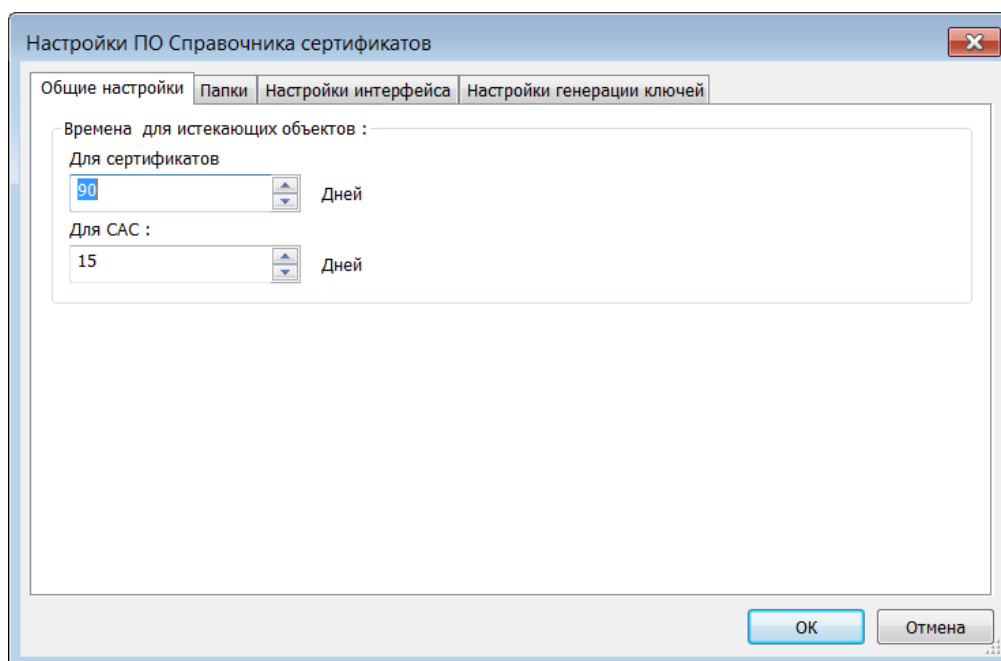 Настройки ПО Справочника сертификатов
Общие настройки Папки Настройки интерфейса Настройки генерации ключей
Времена для истекающих объектов :
Для сертификатов
90 Дней
Для САС :
15 Дней
ОК Отмена